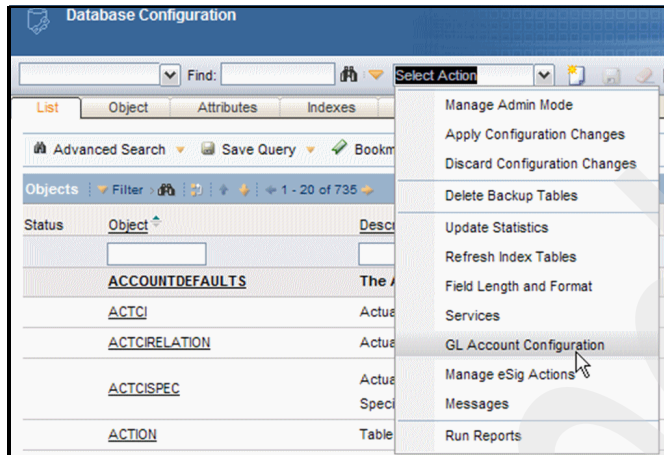 Database Configuration
Find: Select Action
List Object Attributes Indexes
Advanced Search Save Query Bookm
Objects Filter 1 - 20 of 735
Status Object Descr
ACCOUNTDEFAULTS The A
ACTCI Actua
ACTCIRELATION Actua
ACTCISPEC Actua
Speci
ACTION Table
Manage Admin Mode
Apply Configuration Changes
Discard Configuration Changes
Delete Backup Tables
Update Statistics
Refresh Index Tables
Field Length and Format
Services
GL Account Configuration
Manage eSig Actions
Messages
Run Reports